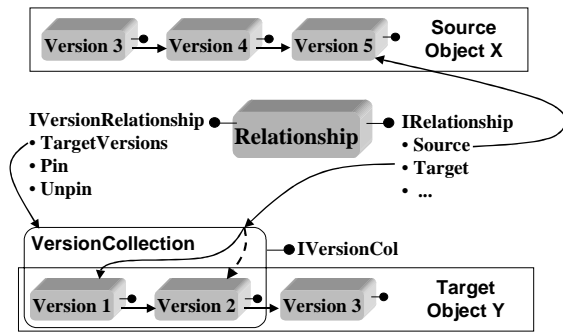 Version 3
Version 4
Version 5
Source
Object X
IVersionRelationship
• TargetVersions
• Pin
• Unpin
Relationship
IRelationship
• Source
• Target
• ...
VersionCollection
IVersionCol
Version 1
Version 2
Version 3
Target
Object Y